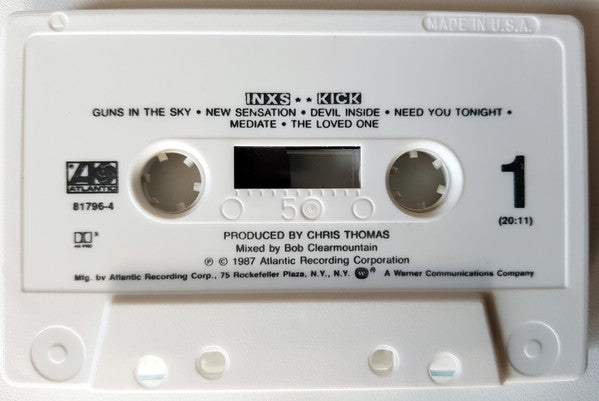 MADE IN U.S.A.
INXS ★★ KICK
GUNS IN THE SKY • NEW SENSATION • DEVIL INSIDE • NEED YOU TONIGHT •
MEDIATE • THE LOVED ONE
ATLANTIC
81796-4
1
(20:11)
50
PRODUCED BY CHRIS THOMAS
Mixed by Bob Clearmountain
℗ © 1987 Atlantic Recording Corporation
Mfg. by Atlantic Recording Corp., 75 Rockefeller Plaza, N.Y., N.Y. ® A Warner Communications Company